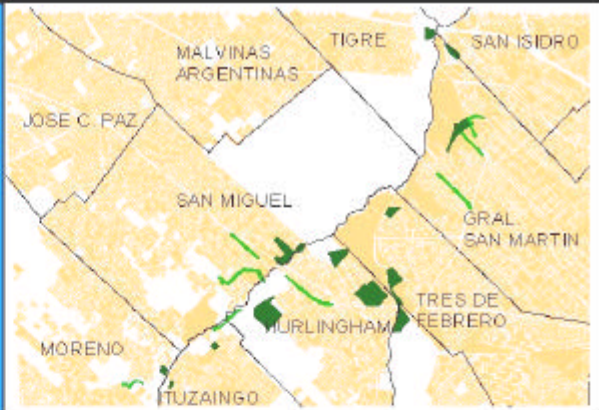 TIGRE
SAN ISIDRO
MALVINAS
ARGENTINAS
JOSE C. PAZ
SAN MIGUEL
GRAL.
SAN MARTIN
TRES DE
FEBRERO
HURLINGHAM
MORENO
ITUZAINGO